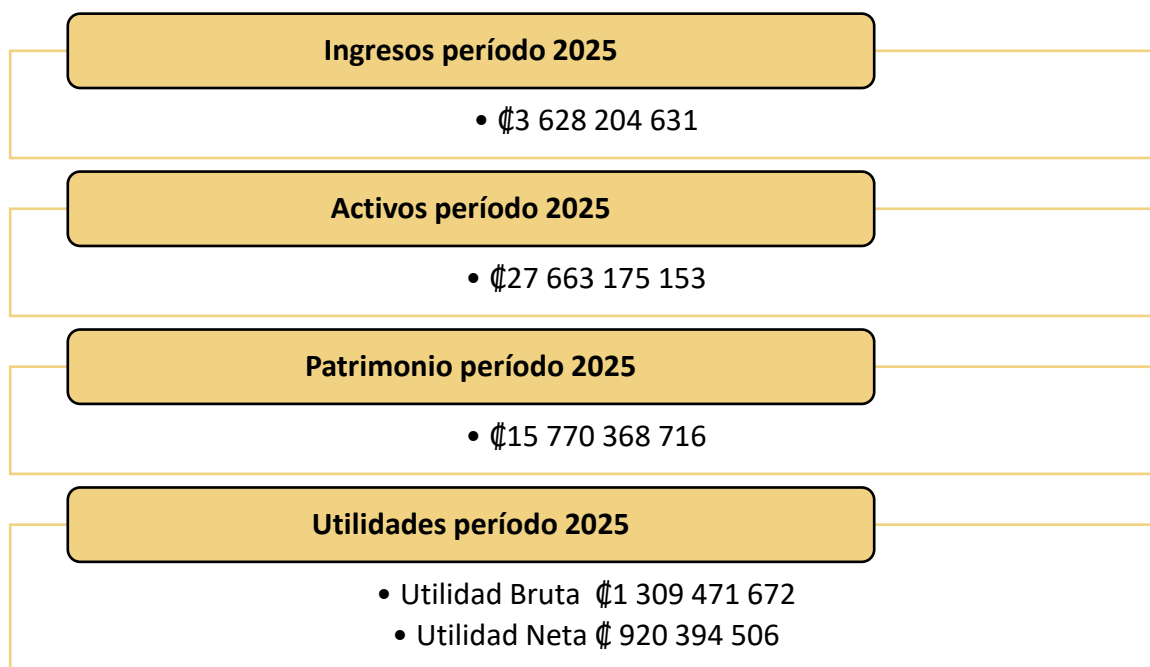 Ingresos período 2025
• ₡3 628 204 631
Activos período 2025
• ₡27 663 175 153
Patrimonio período 2025
• ₡15 770 368 716
Utilidades período 2025
• Utilidad Bruta ₡1 309 471 672
• Utilidad Neta ₡ 920 394 506